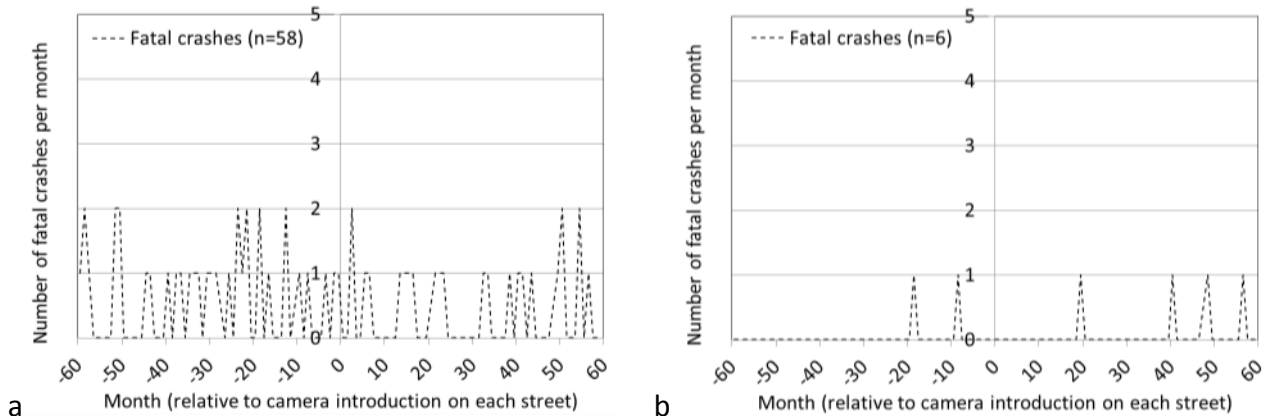 Number of fatal crashes per month
5
4
3
2
1
0
Fatal crashes (n=58)
-60 -50 -40 -30 -20 -10 0 10 20 30 40 50 60
Month (relative to camera introduction on each street)
a
Number of fatal crashes per month
5
4
3
2
1
0
Fatal crashes (n=6)
-60 -50 -40 -30 -20 -10 0 10 20 30 40 50 60
Month (relative to camera introduction on each street)
b